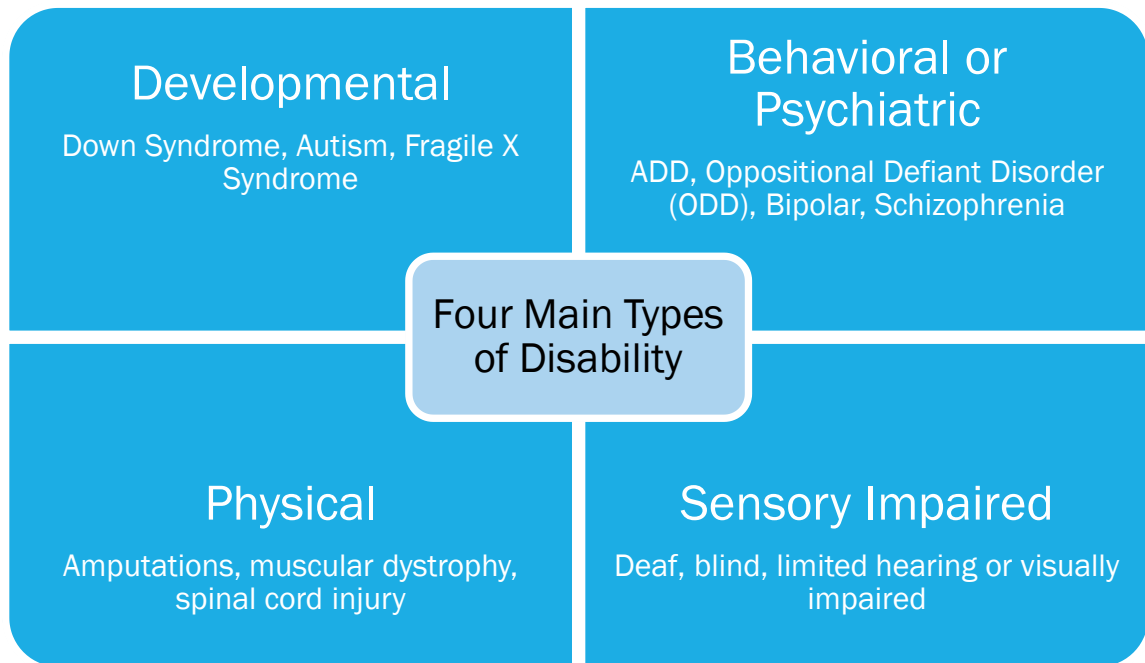 Developmental
Down Syndrome, Autism, Fragile X
Syndrome
Behavioral or
Psychiatric
ADD, Oppositional Defiant Disorder
(ODD), Bipolar, Schizophrenia
Four Main Types
of Disability
Physical
Amputations, muscular dystrophy,
spinal cord injury
Sensory Impaired
Deaf, blind, limited hearing or visually
impaired